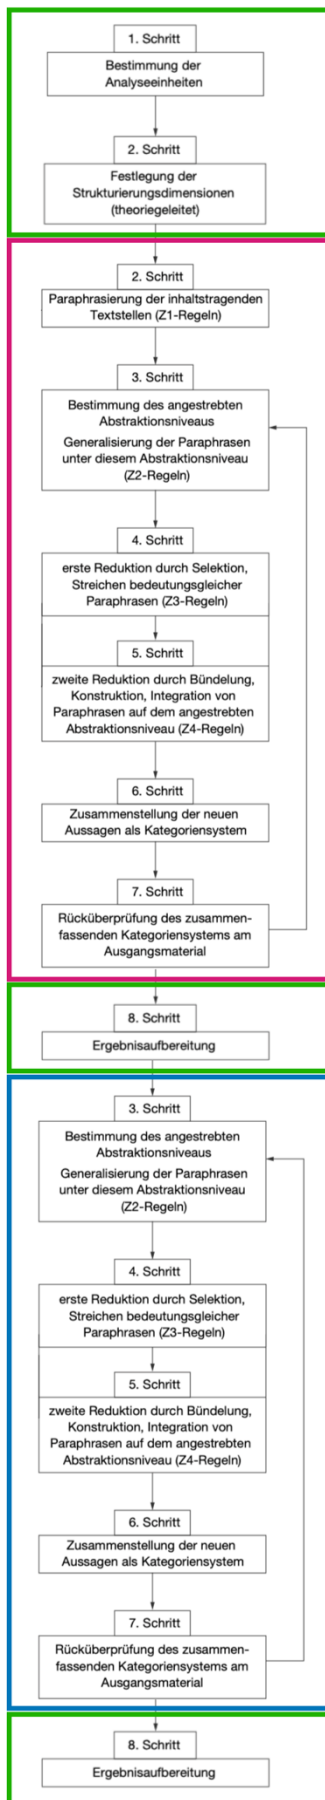 1. Schritt
Bestimmung der
Analyseeinheiten
2. Schritt
Festlegung der
Strukturierungsdimensionen
(theoriegeleitet)
2. Schritt
Paraphrasierung der inhaltstragenden
Textstellen (Z1-Regeln)
3. Schritt
Bestimmung des angestrebten
Abstraktionsniveaus
Generalisierung der Paraphrasen
unter diesem Abstraktionsniveau
(Z2-Regeln)
4. Schritt
erste Reduktion durch Selektion,
Streichen bedeutungsgleicher
Paraphrasen (Z3-Regeln)
5. Schritt
zweite Reduktion durch Bündelung,
Konstruktion, Integration von
Paraphrasen auf dem angestrebten
Abstraktionsniveau (Z4-Regeln)
6. Schritt
Zusammenstellung der neuen
Aussagen als Kategoriensystem
7. Schritt
Rücküberprüfung des zusammen-
fassenden Kategoriensystems am
Ausgangsmaterial
8. Schritt
Ergebnisaufbereitung
3. Schritt
Bestimmung des angestrebten
Abstraktionsniveaus
Generalisierung der Paraphrasen
unter diesem Abstraktionsniveau
(Z2-Regeln)
4. Schritt
erste Reduktion durch Selektion,
Streichen bedeutungsgleicher
Paraphrasen (Z3-Regeln)
5. Schritt
zweite Reduktion durch Bündelung,
Konstruktion, Integration von
Paraphrasen auf dem angestrebten
Abstraktionsniveau (Z4-Regeln)
6. Schritt
Zusammenstellung der neuen
Aussagen als Kategoriensystem
7. Schritt
Rücküberprüfung des zusammen-
fassenden Kategoriensystems am
Ausgangsmaterial
8. Schritt
Ergebnisaufbereitung